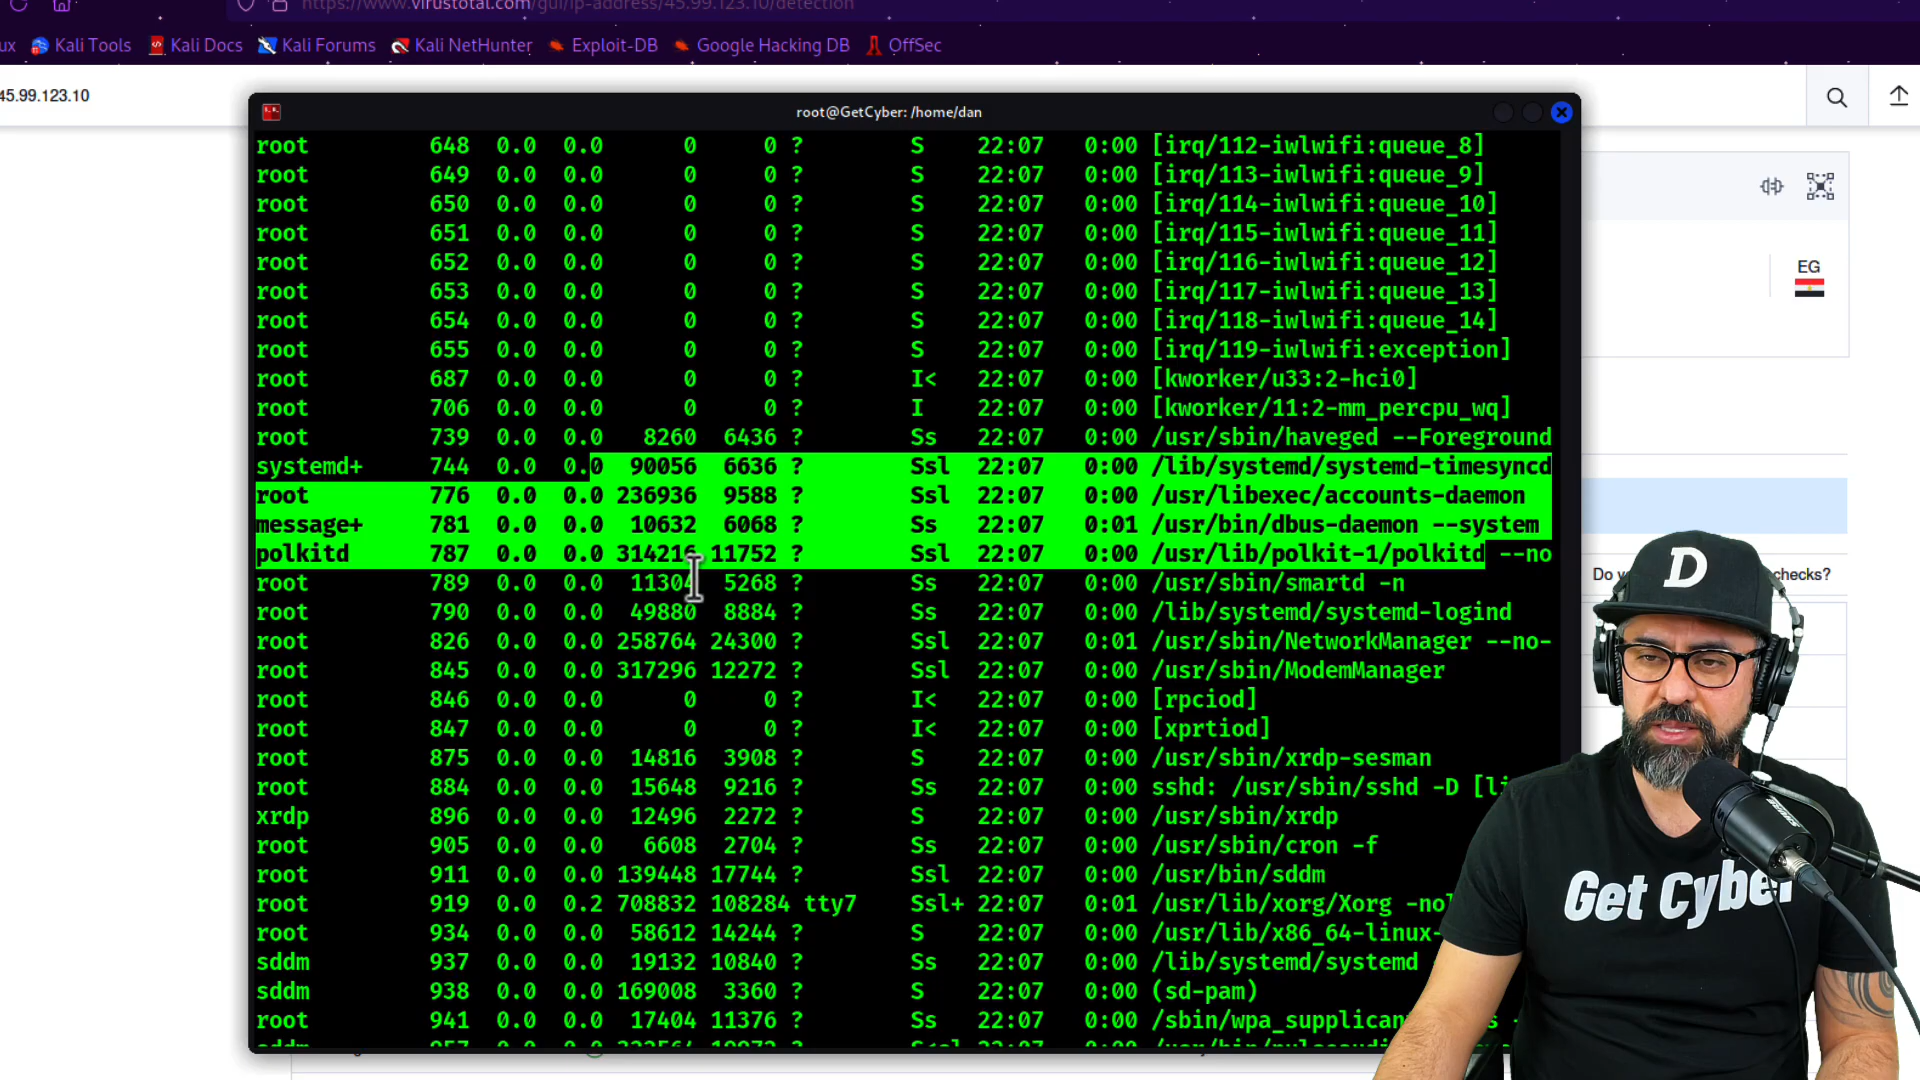 https://www.virustotal.com/gui/ip-address/45.99.123.10/detection
ux Kali Tools Kali Docs Kali Forums Kali NetHunter Exploit-DB Google Hacking DB OffSec
45.99.123.10
root@GetCyber: /home/dan
root 648 0.0 0.0 0 0 ? S 22:07 0:00 [irq/112-iwlwifi:queue_8]
root 649 0.0 0.0 0 0 ? S 22:07 0:00 [irq/113-iwlwifi:queue_9]
root 650 0.0 0.0 0 0 ? S 22:07 0:00 [irq/114-iwlwifi:queue_10]
root 651 0.0 0.0 0 0 ? S 22:07 0:00 [irq/115-iwlwifi:queue_11]
root 652 0.0 0.0 0 0 ? S 22:07 0:00 [irq/116-iwlwifi:queue_12]
root 653 0.0 0.0 0 0 ? S 22:07 0:00 [irq/117-iwlwifi:queue_13]
root 654 0.0 0.0 0 0 ? S 22:07 0:00 [irq/118-iwlwifi:queue_14]
root 655 0.0 0.0 0 0 ? S 22:07 0:00 [irq/119-iwlwifi:exception]
root 687 0.0 0.0 0 0 ? I< 22:07 0:00 [kworker/u33:2-hci0]
root 706 0.0 0.0 0 0 ? I 22:07 0:00 [kworker/11:2-mm_percpu_wq]
root 739 0.0 0.0 8260 6436 ? Ss 22:07 0:00 /usr/sbin/haveged --Foreground
systemd+ 744 0.0 0.0 90056 6636 ? Ssl 22:07 0:00 /lib/systemd/systemd-timesyncd
root 776 0.0 0.0 236936 9588 ? Ssl 22:07 0:00 /usr/libexec/accounts-daemon
message+ 781 0.0 0.0 10632 6068 ? Ss 22:07 0:01 /usr/bin/dbus-daemon --system
polkitd 787 0.0 0.0 314216 11752 ? Ssl 22:07 0:00 /usr/lib/polkit-1/polkitd --no
root 789 0.0 0.0 11304 5268 ? Ss 22:07 0:00 /usr/sbin/smartd -n
root 790 0.0 0.0 49880 8884 ? Ss 22:07 0:00 /lib/systemd/systemd-logind
root 826 0.0 0.0 258764 24300 ? Ssl 22:07 0:01 /usr/sbin/NetworkManager --no-
root 845 0.0 0.0 317296 12272 ? Ssl 22:07 0:00 /usr/sbin/ModemManager
root 846 0.0 0.0 0 0 ? I< 22:07 0:00 [rpciod]
root 847 0.0 0.0 0 0 ? I< 22:07 0:00 [xprtiod]
root 875 0.0 0.0 14816 3908 ? S 22:07 0:00 /usr/sbin/xrdp-sesman
root 884 0.0 0.0 15648 9216 ? Ss 22:07 0:00 sshd: /usr/sbin/sshd -D [li
xrdp 896 0.0 0.0 12496 2272 ? S 22:07 0:00 /usr/sbin/xrdp
root 905 0.0 0.0 6608 2704 ? Ss 22:07 0:00 /usr/sbin/cron -f
root 911 0.0 0.0 139448 17744 ? Ssl 22:07 0:00 /usr/bin/sddm
root 919 0.0 0.2 708832 108284 tty7 Ssl+ 22:07 0:01 /usr/lib/xorg/Xorg -nol
root 934 0.0 0.0 58612 14244 ? S 22:07 0:00 /usr/lib/x86_64-linux-
sddm 937 0.0 0.0 19132 10840 ? Ss 22:07 0:00 /lib/systemd/systemd
sddm 938 0.0 0.0 169008 3360 ? S 22:07 0:00 (sd-pam)
root 941 0.0 0.0 17404 11376 ? Ss 22:07 0:00 /sbin/wpa_supplican
EG
Do checks?
D
Get Cyber